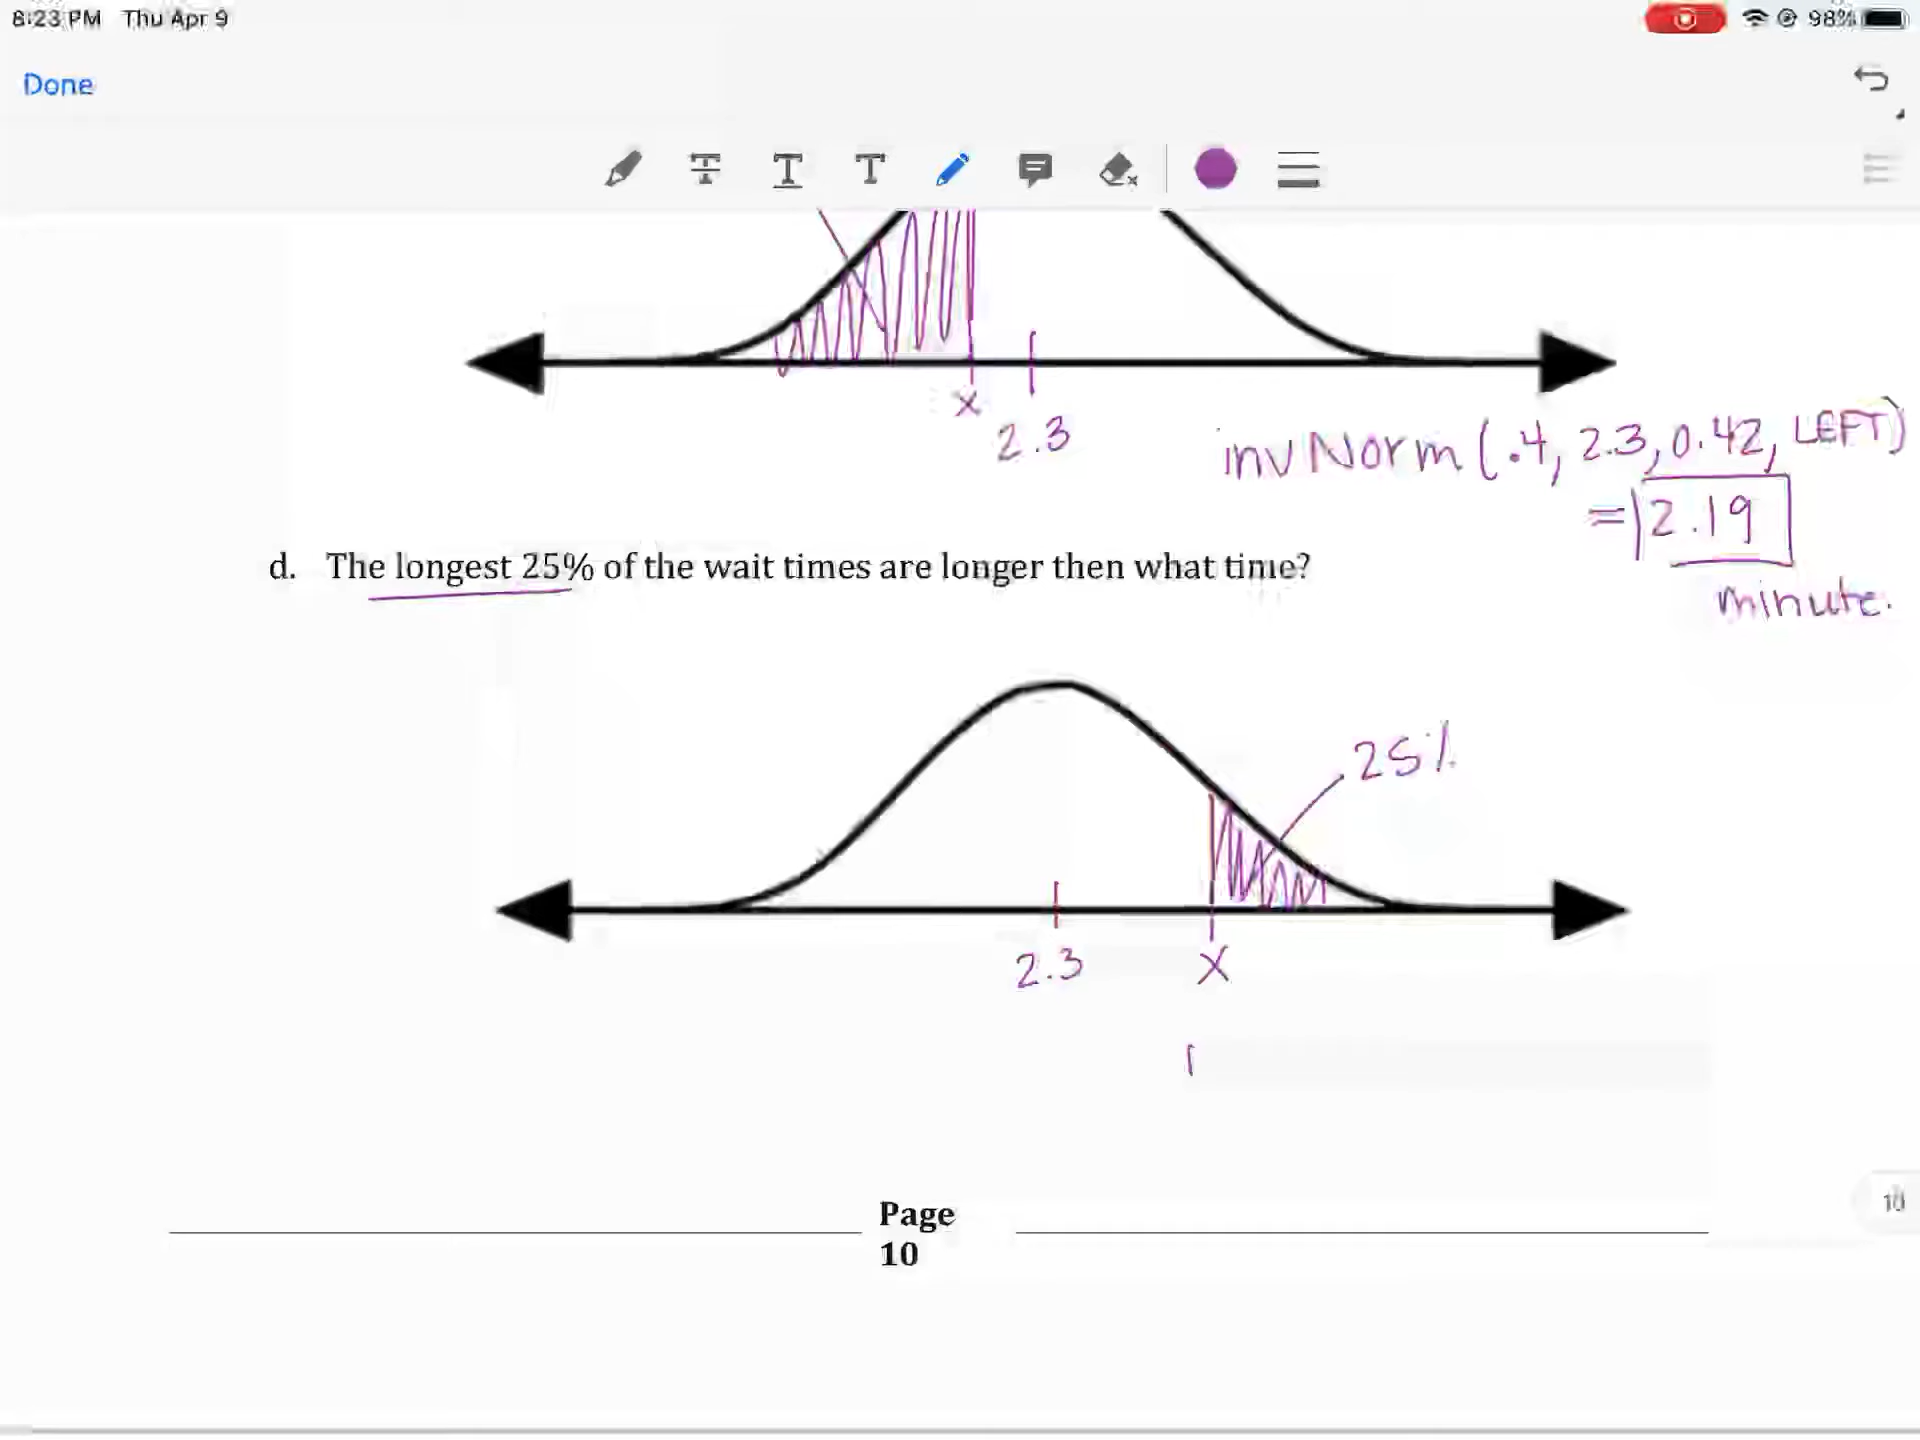 8:23 PM Thu Apr 9
98%
Done
T T T
x
2.3
invNorm(.4, 2.3, 0.42, LEFT)
= 2.19
minute.
d. The longest 25% of the wait times are longer then what time?
25%
2.3 X
10
Page
10